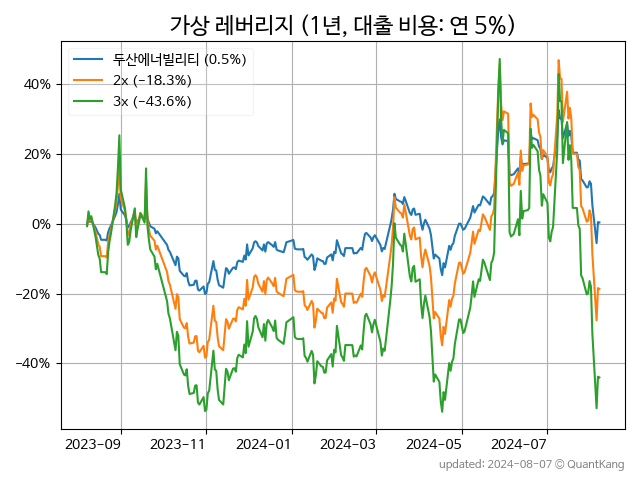 가상 레버리지 (1년, 대출 비용: 연 5%)
두산에너빌리티 (0.5%)
2x (−18.3%)
3x (−43.6%)
40%
20%
0%
−20%
−40%
2023-09 2023-11 2024-01 2024-03 2024-05 2024-07
updated: 2024-08-07 © QuantKang